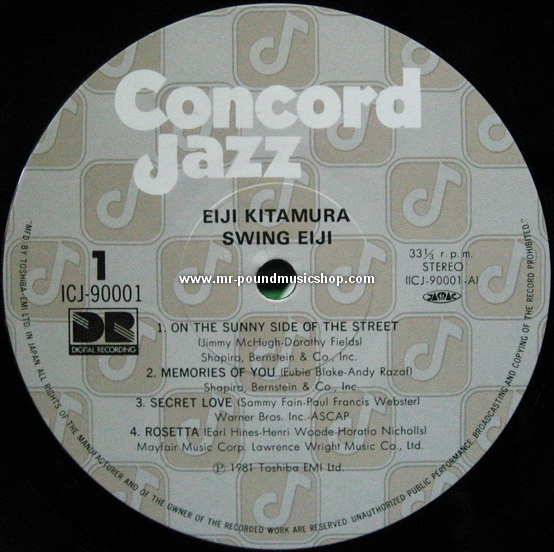 Concord
Jazz
EIJI KITAMURA
SWING EIJI
1
ICJ-90001
DR
DIGITAL RECORDING
33⅓ r.p.m.
STEREO
(ICJ-90001-A)
JASRAC
www.mr-poundmusicshop.com
1. ON THE SUNNY SIDE OF THE STREET
(Jimmy McHugh-Dorothy Fields)
Shapira, Bernstein & Co., Inc.
2. MEMORIES OF YOU (Eubie Blake-Andy Razaf)
Shapira, Bernstein & Co., Inc.
3. SECRET LOVE (Sammy Fain-Paul Francis Webster)
Warner Bros. Inc.-ASCAP
4. ROSETTA (Earl Hines-Henri Woode-Horatio Nicholls)
Mayfair Music Corp. Lawrence Wright Music Co., Ltd.
Ⓟ 1981 Toshiba EMI Ltd.
"MFD. BY TOSHIBA-EMI LTD. IN JAPAN ALL RIGHTS OF THE MANUFACTURER AND OF THE OWNER OF THE RECORDED WORK ARE RESERVED. UNAUTHORIZED PUBLIC PERFORMANCE, BROADCASTING AND COPYING OF THE RECORD PROHIBITED."